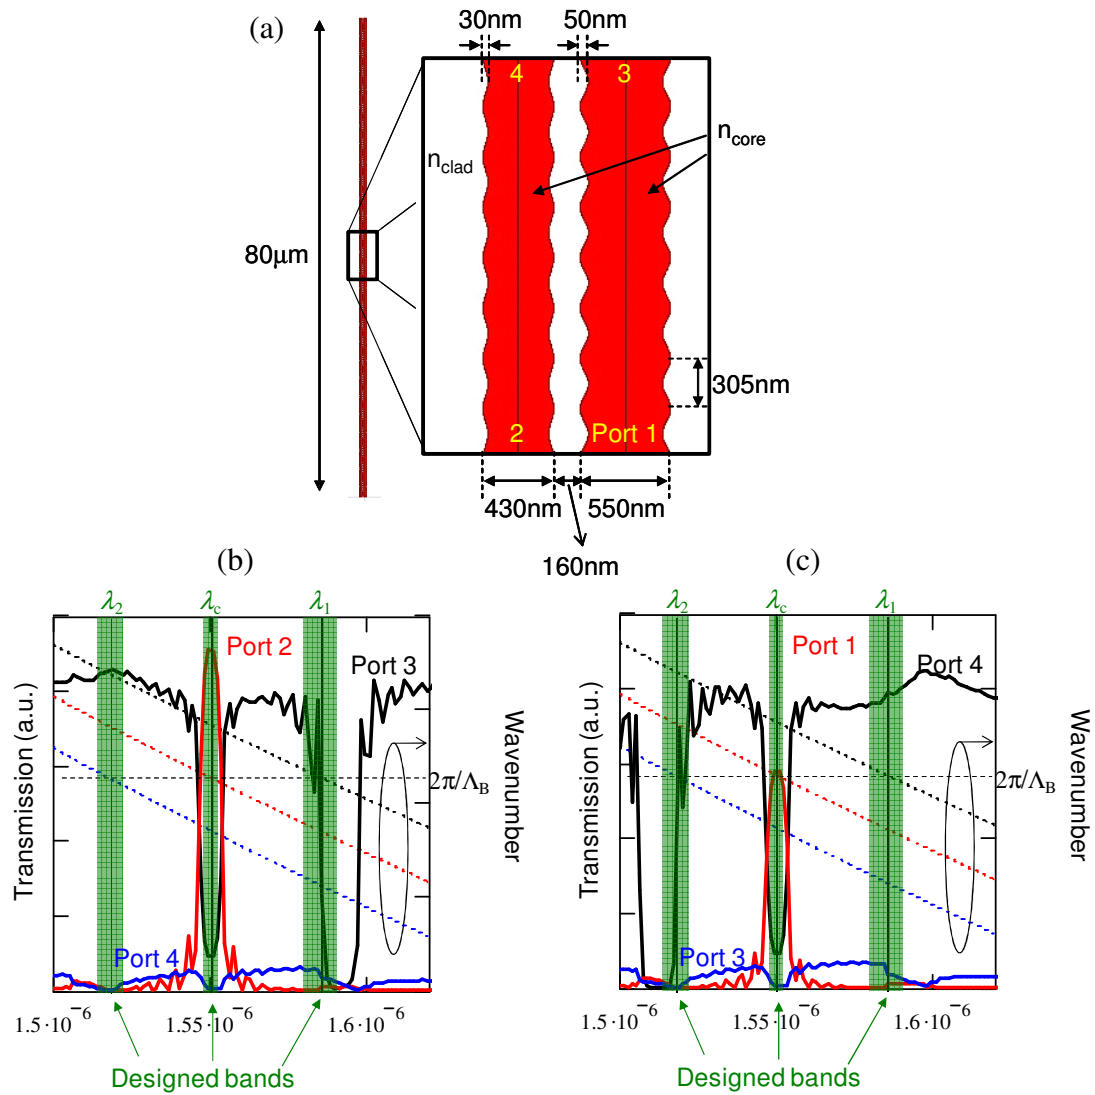 (a)
30nm
50nm
4
3
n_clad
n_core
80μm
305nm
2
Port 1
430nm
550nm
160nm
(b)
(c)
λ₂
λc
λ₁
Port 2
Port 3
Port 4
Transmission (a.u.)
Wavenumber
2π/Λ_B
1.5·10⁻⁶
1.55·10⁻⁶
1.6·10⁻⁶
Designed bands
λ₂
λc
λ₁
Port 1
Port 4
Port 3
Transmission (a.u.)
Wavenumber
2π/Λ_B
1.5·10⁻⁶
1.55·10⁻⁶
1.6·10⁻⁶
Designed bands